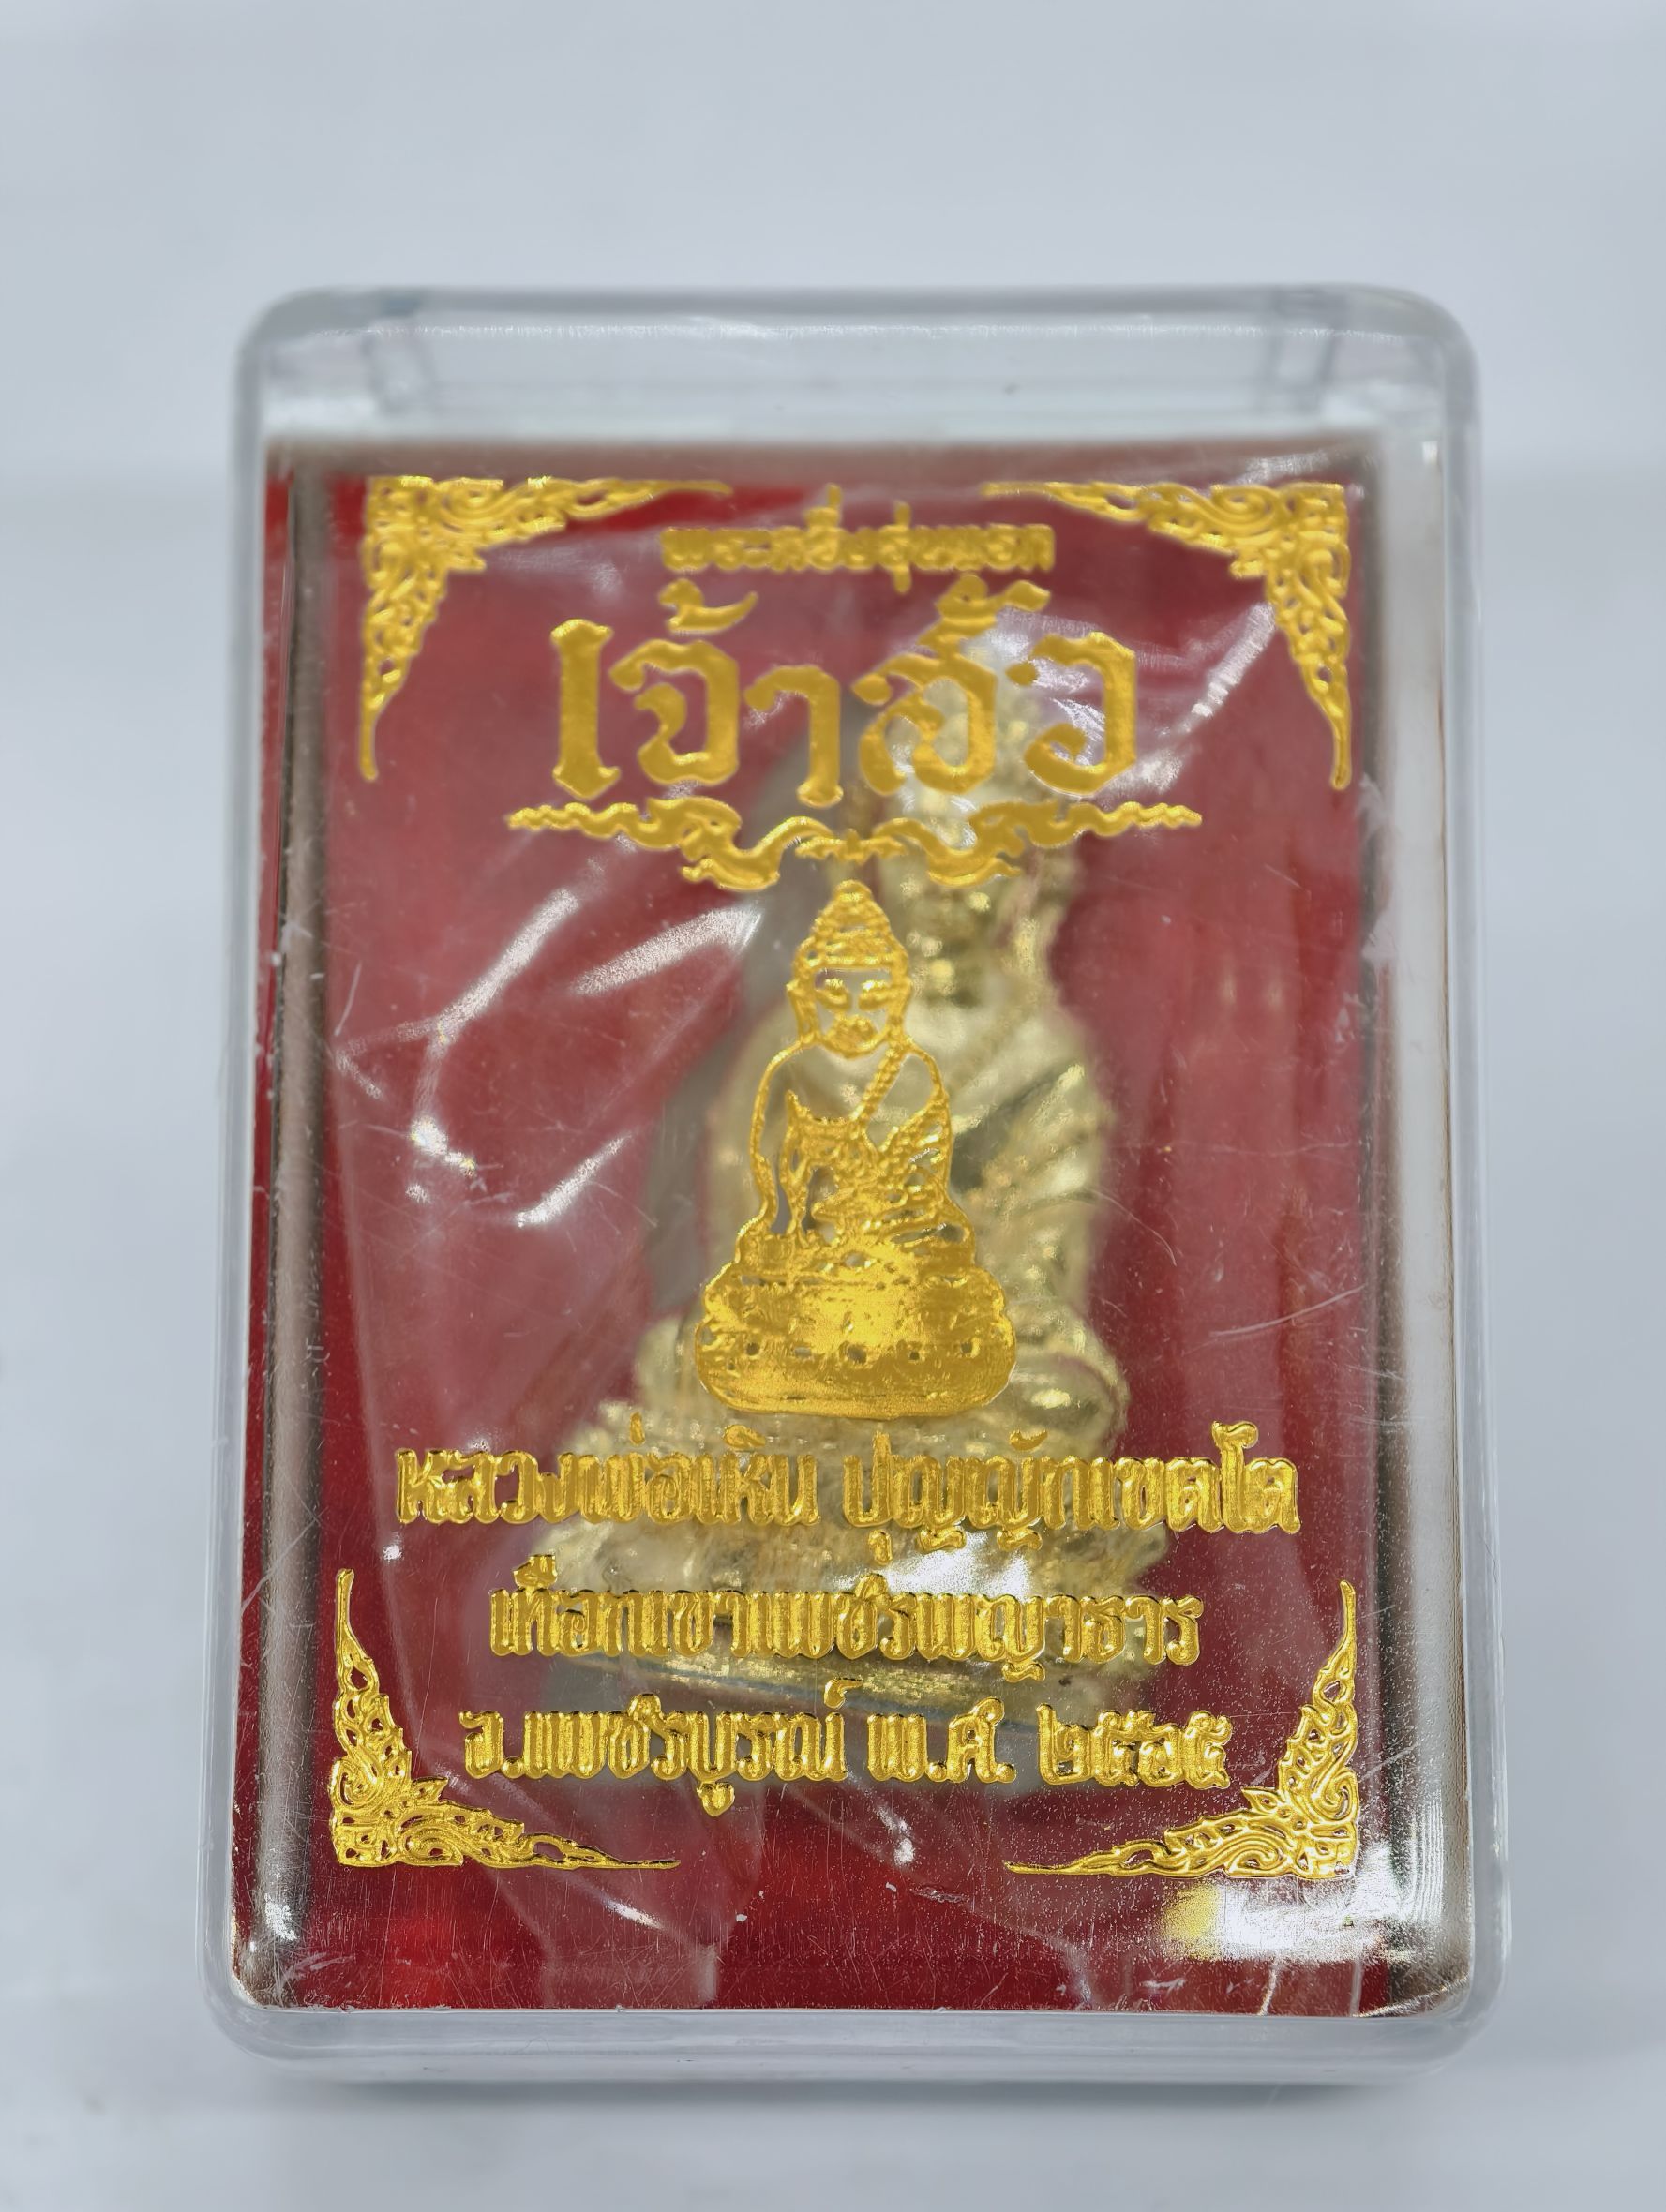 พระกริ่งรุ่นแรก
เจ้าสัว
หลวงพ่อเหิน ปุญญักเขตโต
เทือกเขาเพชรพญาธาร
จ.เพชรบูรณ์ พ.ศ. ๒๕๖๕